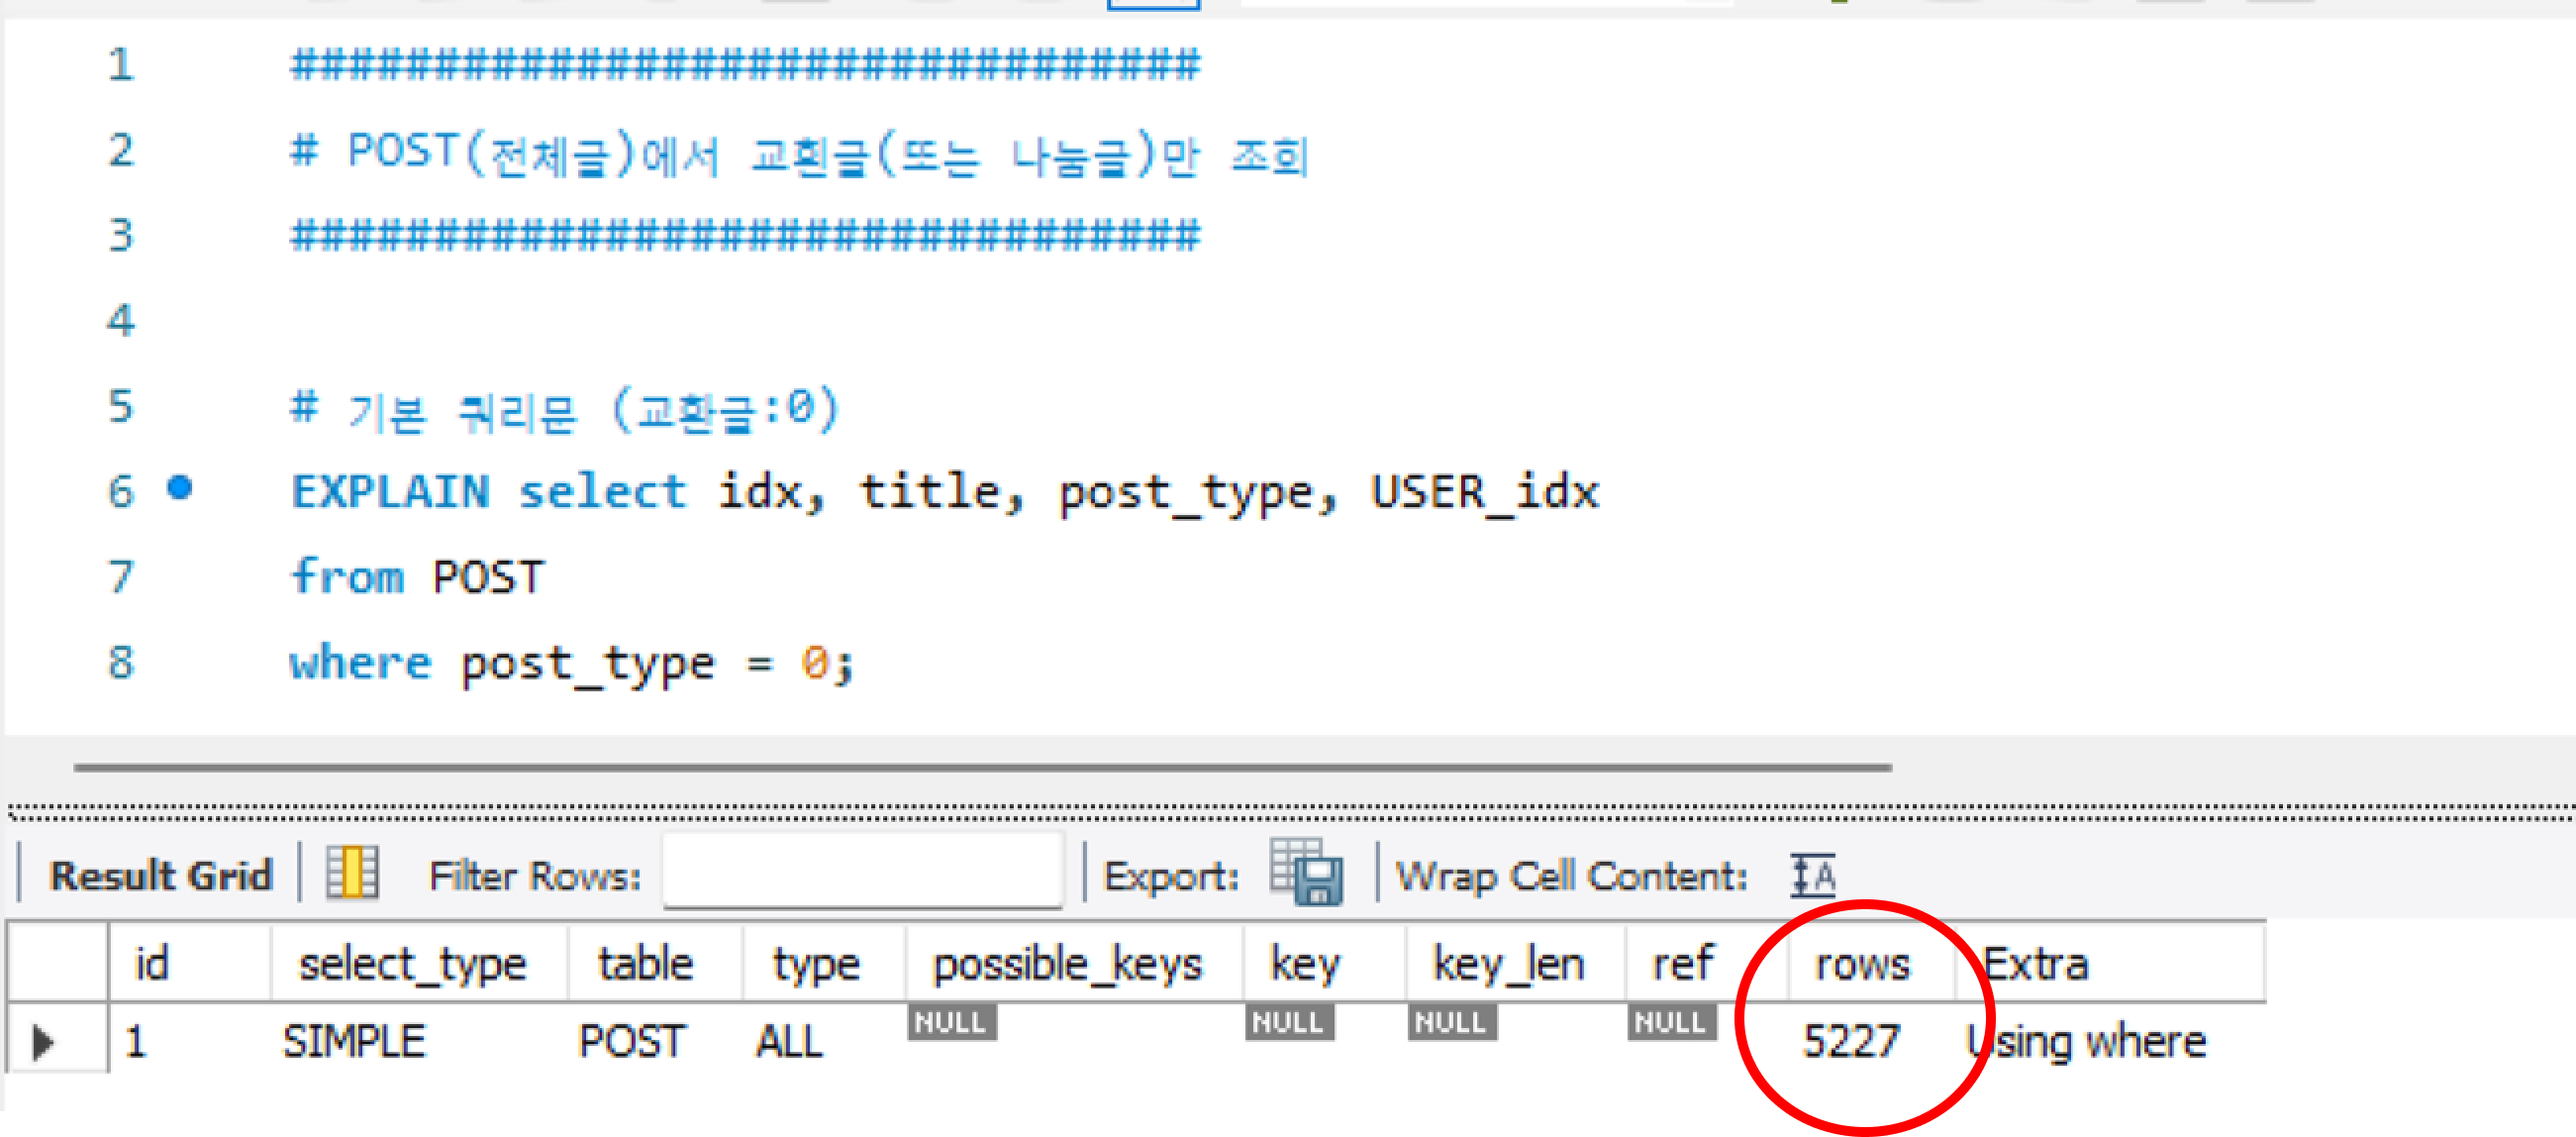 1 ################################
2 # POST(전체글)에서 교환글(또는 나눔글)만 조회
3 ################################
4
5 # 기본 쿼리문 (교환글:0)
6 EXPLAIN select idx, title, post_type, USER_idx
7 from POST
8 where post_type = 0;
Result Grid Filter Rows: Export: Wrap Cell Content: A
id select_type table type possible_keys key key_len ref rows Extra
1 SIMPLE POST ALL NULL NULL NULL NULL 5227 Using where